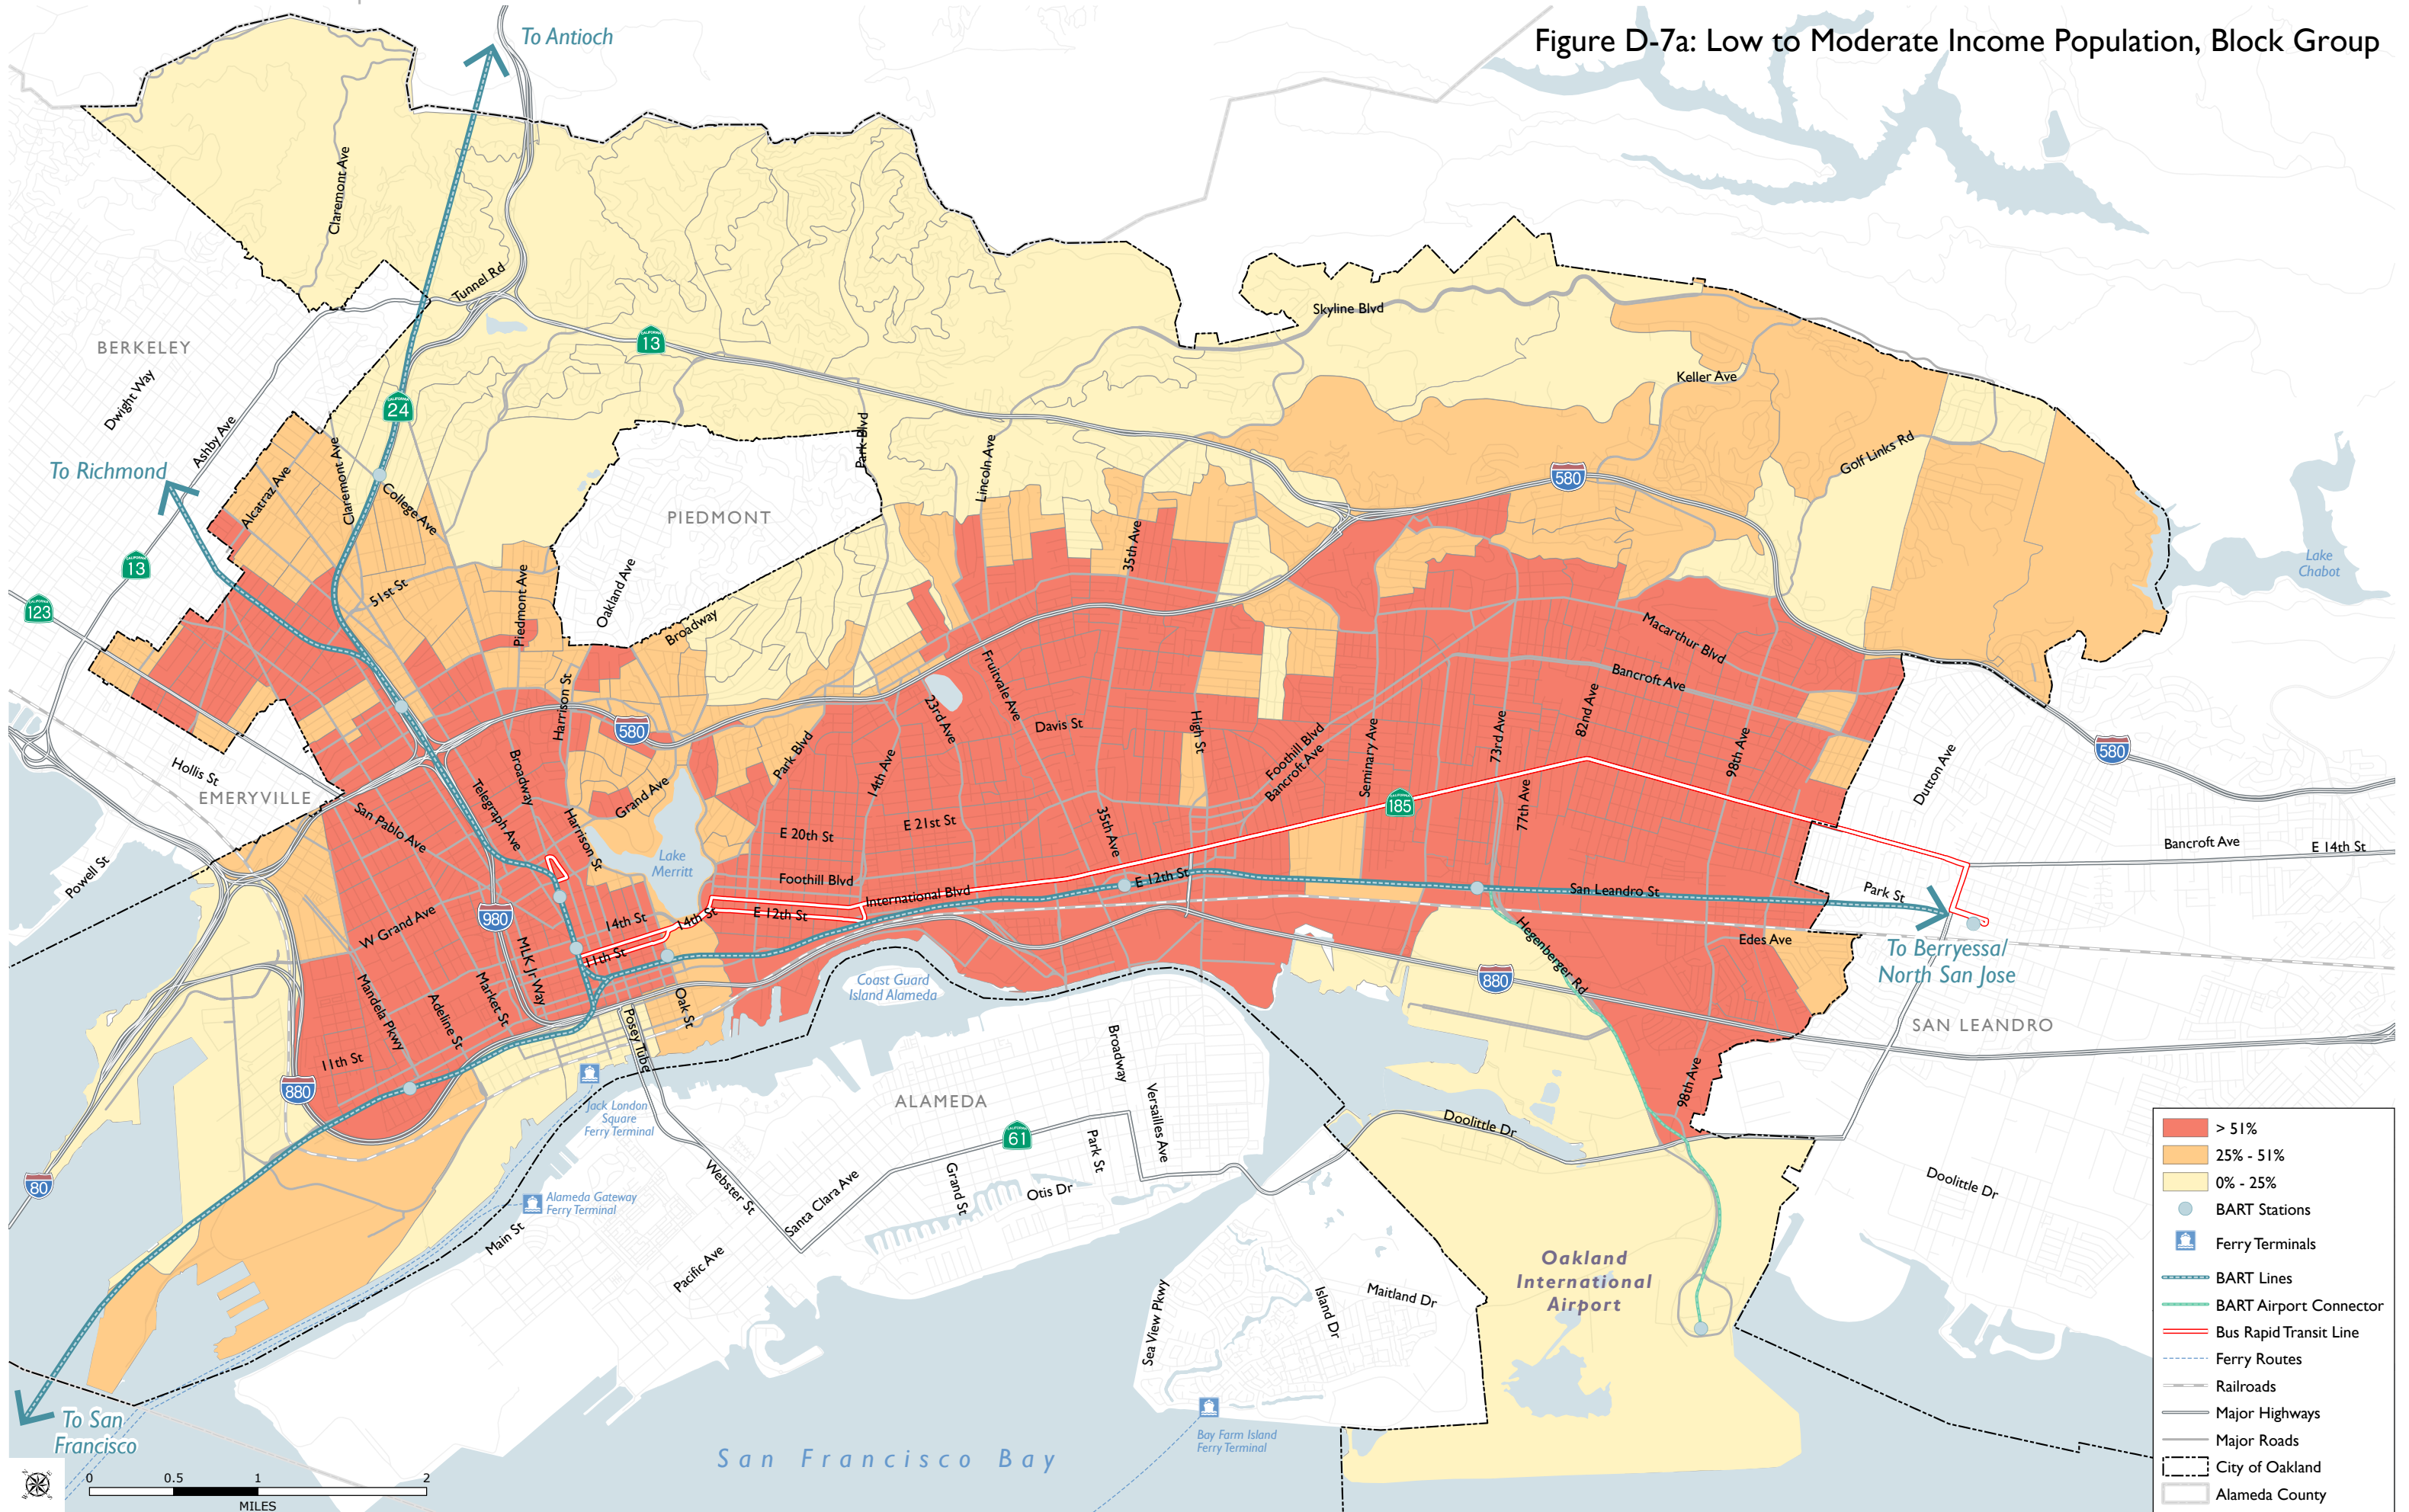 Figure D-7a: Low to Moderate Income Population, Block Group
To Antioch
Claremont Ave
Tunnel Rd
13
Skyline Blvd
BERKELEY
Dwight Way
24
Keller Ave
Ashby Ave
Park Blvd
Lincoln Ave
Golf Links Rd
To Richmond
Alcatraz Ave
Claremont Ave
College Ave
580
PIEDMONT
35th Ave
Lake
Chabot
13
123
51st St
Piedmont Ave
Oakland Ave
Broadway
Macarthur Blvd
Bancroft Ave
Fruitvale Ave
23rd Ave
Davis St
High St
Harrison St
580
Park Blvd
14th Ave
Foothill Blvd
Bancroft Ave
Seminary Ave
73rd Ave
82nd Ave
98th Ave
580
Dutton Ave
Hollis St
EMERYVILLE
Broadway
Telegraph Ave
Grand Ave
San Pablo Ave
Harrison St
E 20th St
E 21st St
35th Ave
185
77th Ave
Bancroft Ave
E 14th St
Powell St
Lake
Merritt
Foothill Blvd
International Blvd
E 12th St
San Leandro St
Park St
W Grand Ave
980
14th St
14th St
E 12th St
11th St
MLK Jr Way
Hegenberger Rd
Edes Ave
To Berryessal
North San Jose
Mandela Pkwy
Adeline St
Market St
Oak St
Posey Tube
Coast Guard
Island Alameda
880
SAN LEANDRO
11th St
880
Broadway
Versailles Ave
98th Ave
ALAMEDA
Jack London
Square
Ferry Terminal
61
Doolittle Dr
80
Park St
Grand St
Otis Dr
Webster St
Santa Clara Ave
Doolittle Dr
Alameda Gateway
Ferry Terminal
Main St
Pacific Ave
Oakland
International
Airport
Sea View Pkwy
Island Dr
Maitland Dr
To San
Francisco
San Francisco Bay
Bay Farm Island
Ferry Terminal
0 0.5 1 2
MILES
> 51%
25% - 51%
0% - 25%
BART Stations
Ferry Terminals
BART Lines
BART Airport Connector
Bus Rapid Transit Line
Ferry Routes
Railroads
Major Highways
Major Roads
City of Oakland
Alameda County